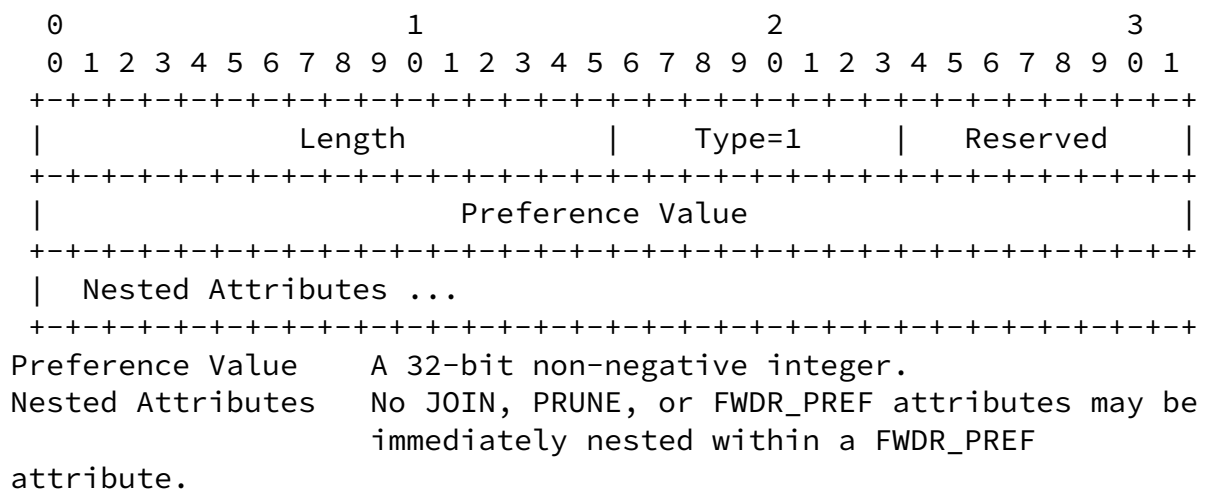 0                   1                   2                   3
  0 1 2 3 4 5 6 7 8 9 0 1 2 3 4 5 6 7 8 9 0 1 2 3 4 5 6 7 8 9 0 1
 +-+-+-+-+-+-+-+-+-+-+-+-+-+-+-+-+-+-+-+-+-+-+-+-+-+-+-+-+-+-+-+-+
 |              Length           |    Type=1     |   Reserved    |
 +-+-+-+-+-+-+-+-+-+-+-+-+-+-+-+-+-+-+-+-+-+-+-+-+-+-+-+-+-+-+-+-+
 |                       Preference Value                        |
 +-+-+-+-+-+-+-+-+-+-+-+-+-+-+-+-+-+-+-+-+-+-+-+-+-+-+-+-+-+-+-+-+
 |  Nested Attributes ...
 +-+-+-+-+-+-+-+-+-+-+-+-+-+-+-+-+-+-+-+-+-+-+-+-+-+-+-+-+-+-+-+-+
Preference Value    A 32-bit non-negative integer.
Nested Attributes   No JOIN, PRUNE, or FWDR_PREF attributes may be
                    immediately nested within a FWDR_PREF
attribute.